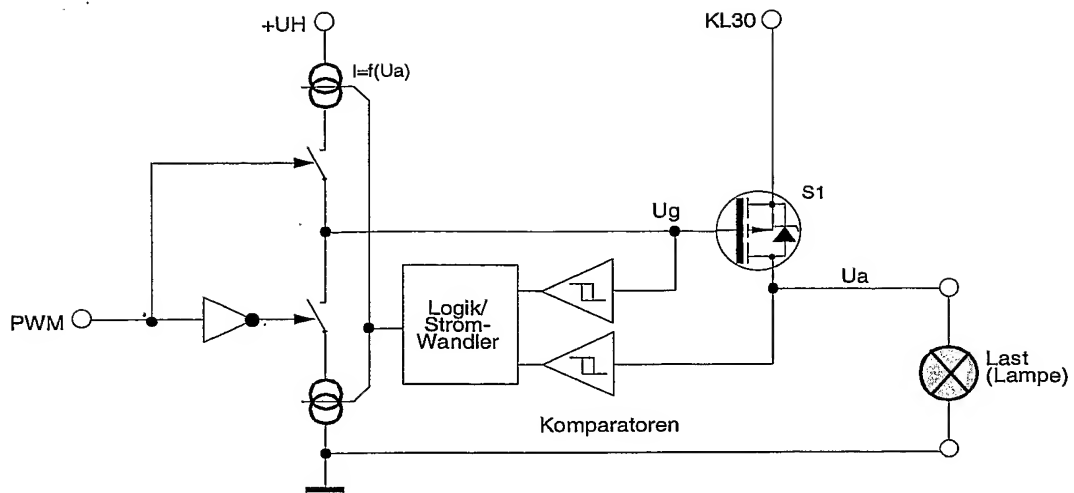 +UH
KL30
I=f(Ua)
S1
Ug
Ua
PWM
Logik/
Strom-
Wandler
Last
(Lampe)
Komparatoren